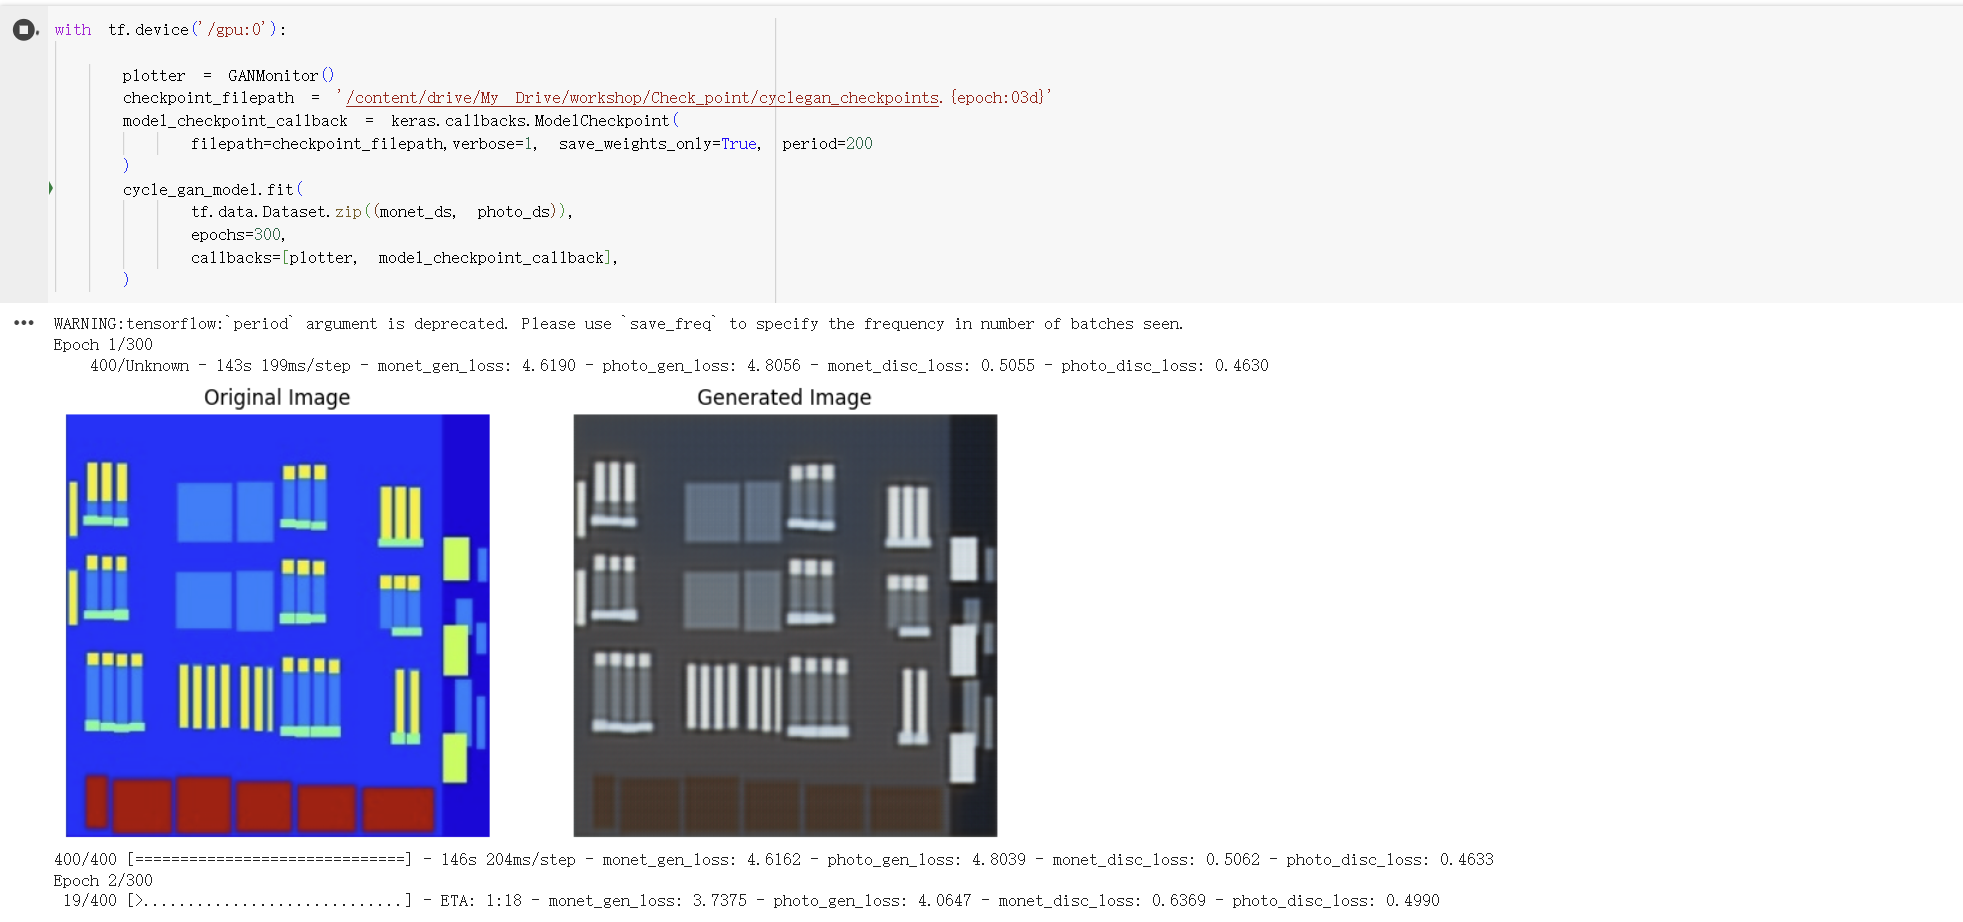 with tf.device('/gpu:0'):
plotter = GANMonitor()
checkpoint_filepath = '/content/drive/My Drive/workshop/Check_point/cyclegan_checkpoints.{epoch:03d}'
model_checkpoint_callback = keras.callbacks.ModelCheckpoint(
filepath=checkpoint_filepath,verbose=1, save_weights_only=True, period=200
)
cycle_gan_model.fit(
tf.data.Dataset.zip((monet_ds, photo_ds)),
epochs=300,
callbacks=[plotter, model_checkpoint_callback],
)
WARNING:tensorflow:`period` argument is deprecated. Please use `save_freq` to specify the frequency in number of batches seen.
Epoch 1/300
400/Unknown - 143s 199ms/step - monet_gen_loss: 4.6190 - photo_gen_loss: 4.8056 - monet_disc_loss: 0.5055 - photo_disc_loss: 0.4630
Original Image Generated Image
400/400 [==============================] - 146s 204ms/step - monet_gen_loss: 4.6162 - photo_gen_loss: 4.8039 - monet_disc_loss: 0.5062 - photo_disc_loss: 0.4633
Epoch 2/300
19/400 [>.............................] - ETA: 1:18 - monet_gen_loss: 3.7375 - photo_gen_loss: 4.0647 - monet_disc_loss: 0.6369 - photo_disc_loss: 0.4990